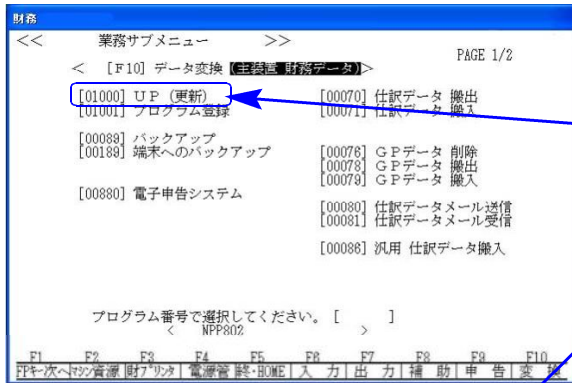 財務
<< 業務サブメニュー >>
PAGE 1/2
< [F10] データ変換 (主装置 財務データ)>
[01000] UP (更新)
[01001] プログラム登録
[00089] バックアップ
[00189] 端末へのバックアップ
[00880] 電子申告システム
[00070] 仕訳データ 搬出
[00071] 仕訳データ 搬入
[00076] GPデータ 削除
[00078] GPデータ 搬出
[00079] GPデータ 搬入
[00080] 仕訳データメール送信
[00081] 仕訳データメール受信
[00086] 汎用 仕訳データ搬入
プログラム番号で選択してください。 [ ]
< NPP802 >
F1 F2 F3 F4 F5 F6 F7 F8 F9 F10
FPキー次へ マシン資源 財プリンタ 電源管 終・HOME 入 力 出 力 補 助 申 告 変 換